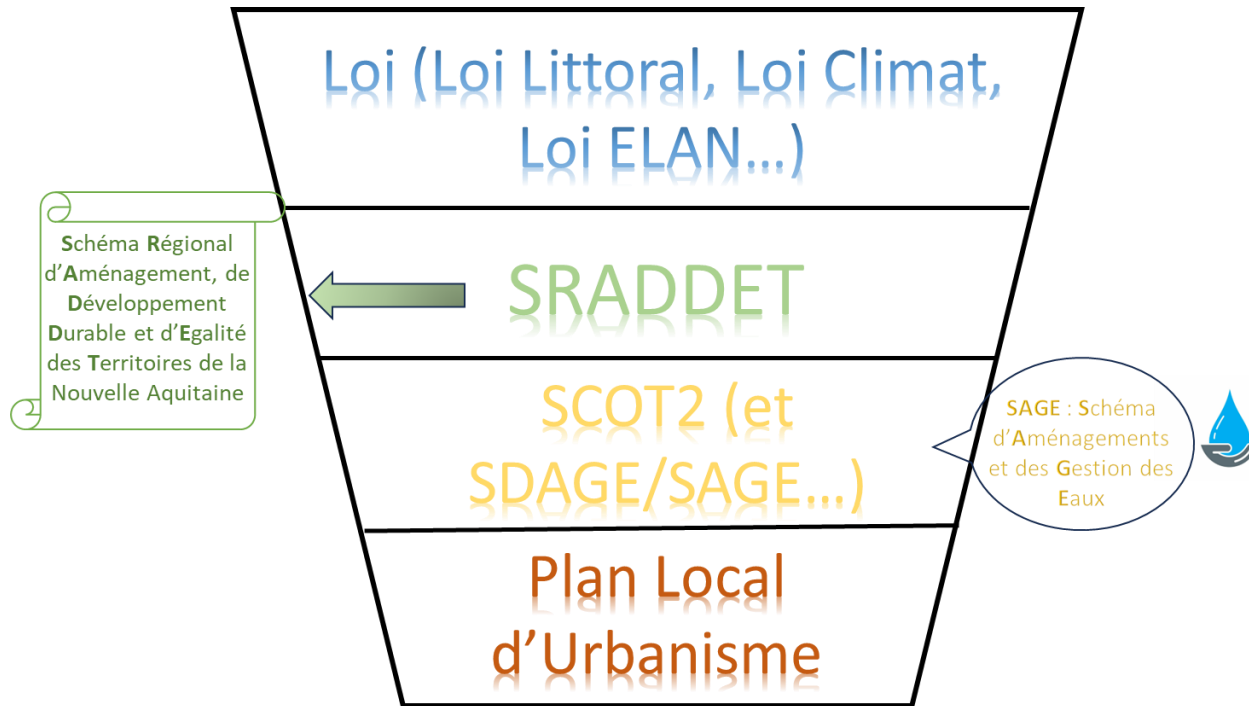 Loi (Loi Littoral, Loi Climat,
Loi ELAN...)
Schéma Régional
d'Aménagement, de
Développement
Durable et d'Egalité
des Territoires de la
Nouvelle Aquitaine
SRADDET
SCOT2 (et
SDAGE/SAGE...)
SAGE : Schéma
d'Aménagements
et des Gestion des
Eaux
Plan Local
d'Urbanisme